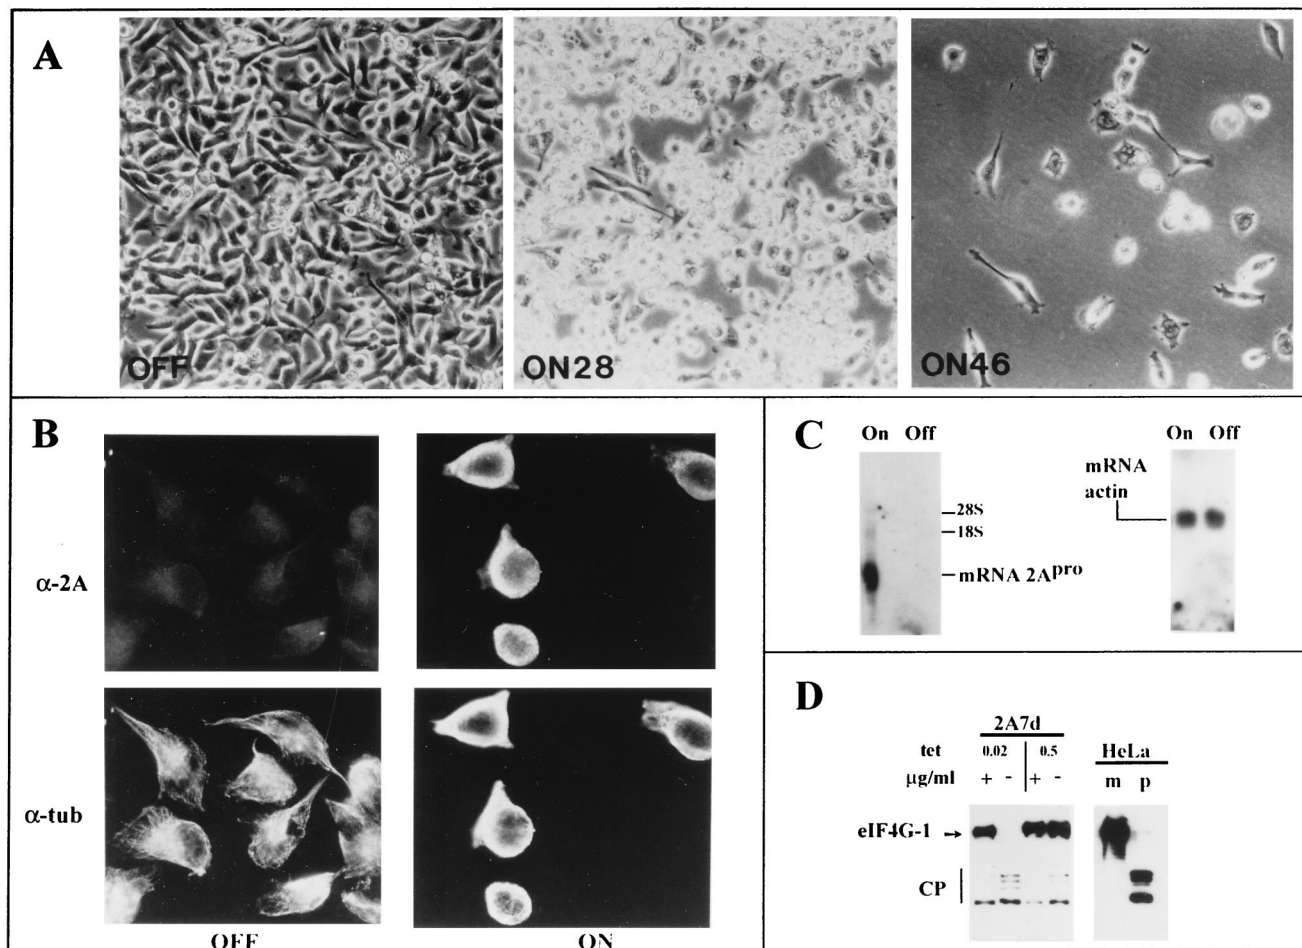 A
OFF
ON28
ON46
B
α-2A
α-tub
OFF
ON
C
On Off
28S
18S
mRNA 2Apro
On Off
mRNA
actin
D
2A7d
tet 0.02 0.5
μg/ml + - + -
HeLa
m p
eIF4G-1
CP